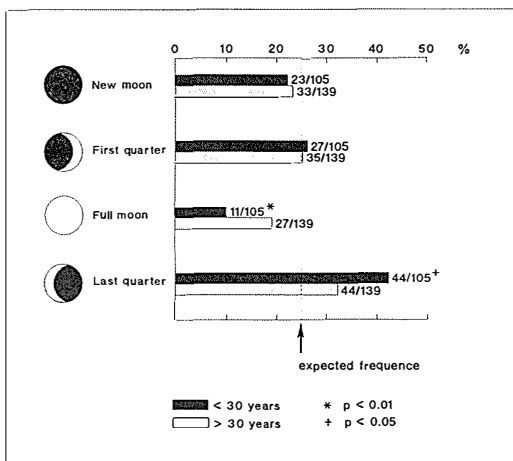 0 10 20 30 40 50 %
New moon 23/105
33/139
First quarter 27/105
35/139
Full moon 11/105 *
27/139
Last quarter 44/105 +
44/139
expected frequence
< 30 years * p < 0.01
> 30 years + p < 0.05